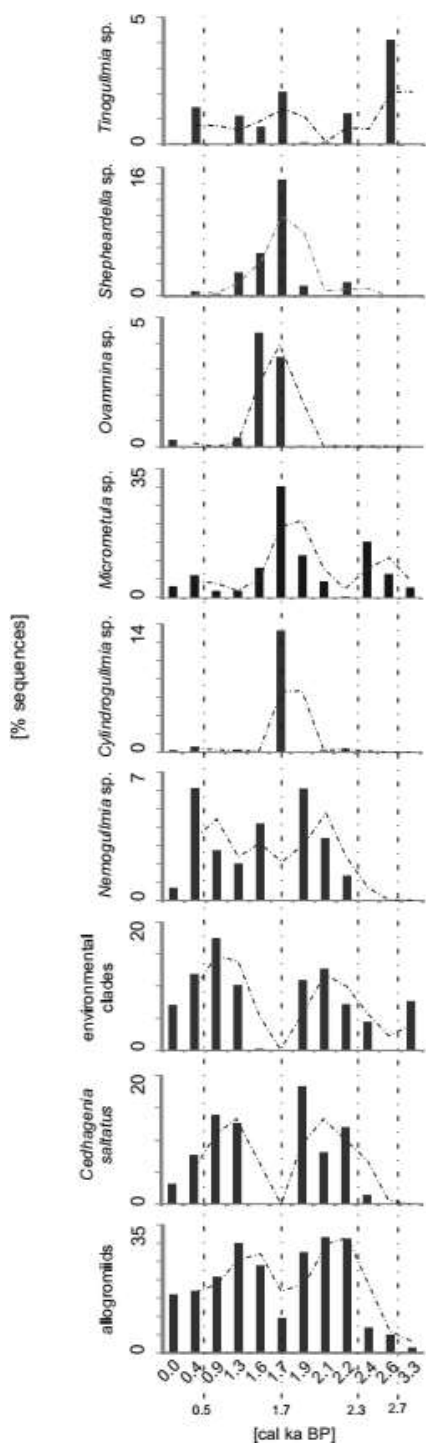 [% sequences]
Tinogullmia sp.
5
0
Shepheardella sp.
16
0
Ovammina sp.
5
0
Micrometula sp.
35
0
Cylindrogullmia sp.
14
0
Nemogullmia sp.
7
0
environmental
clades
20
0
Cedhagenia
saltatus
20
0
allogromiids
35
0
0.0 0.4 0.9 1.3 1.6 1.7 1.9 2.1 2.2 2.4 2.6 3.3
0.5 1.7 2.3 2.7
[cal ka BP]